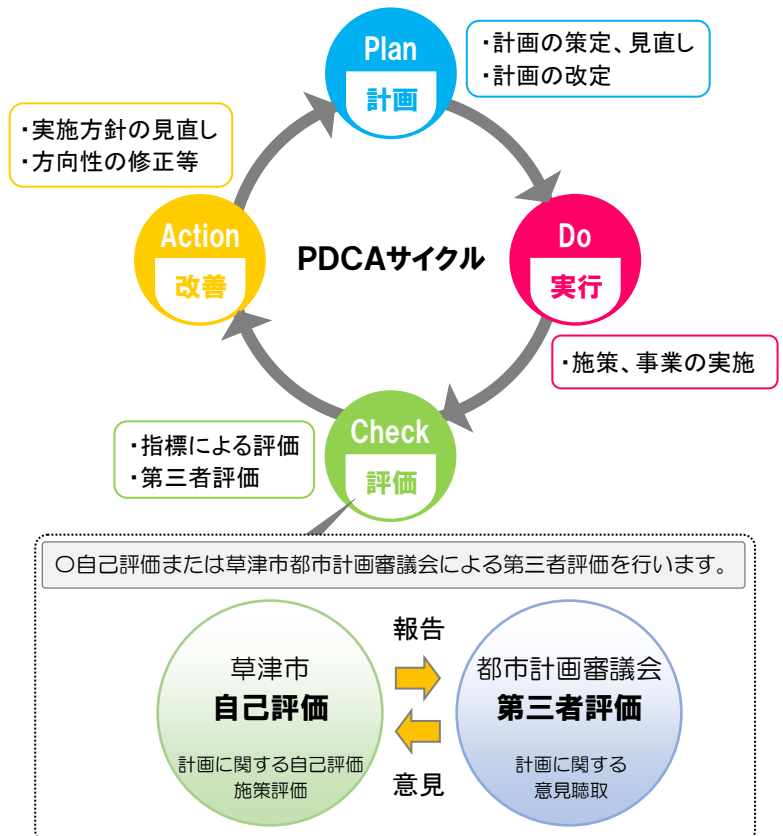 Plan
計画
・計画の策定、見直し
・計画の改定
・実施方針の見直し
・方向性の修正等
Action
改善
PDCAサイクル
Do
実行
・施策、事業の実施
・指標による評価
・第三者評価
Check
評価
〇自己評価または草津市都市計画審議会による第三者評価を行います。
草津市
自己評価
計画に関する自己評価
施策評価
報告
意見
都市計画審議会
第三者評価
計画に関する
意見聴取